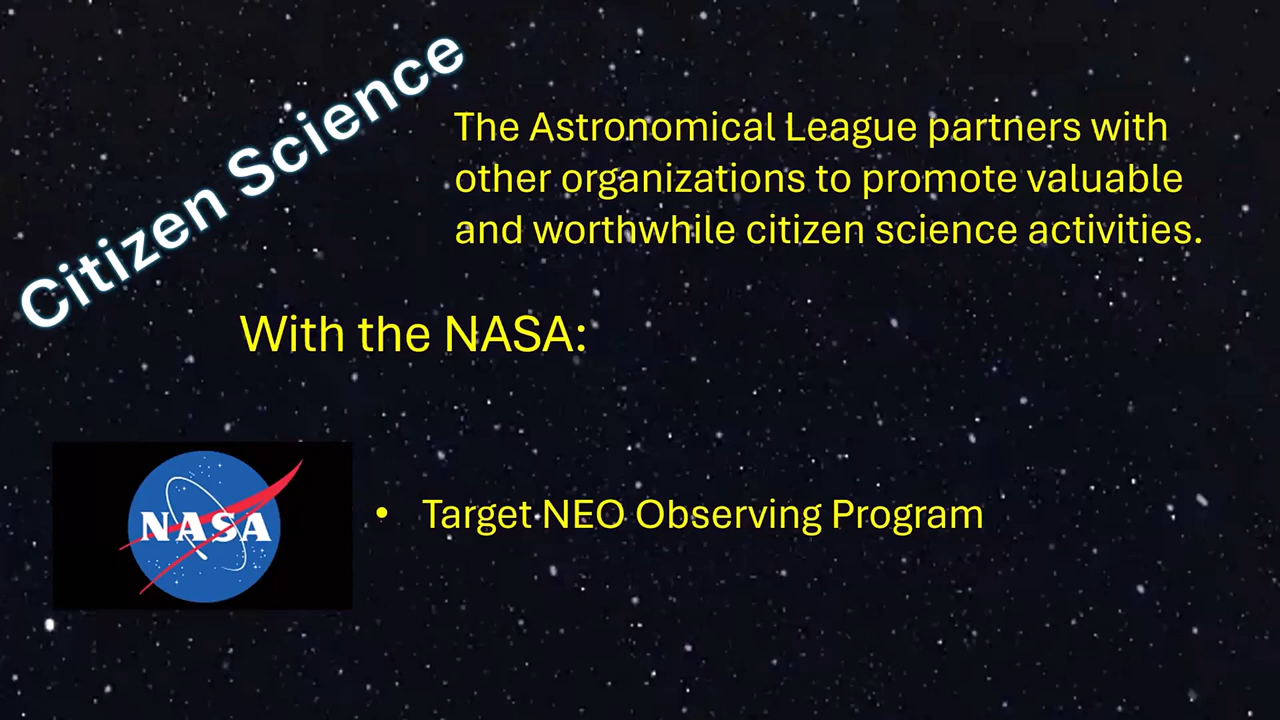 Citizen Science
The Astronomical League partners with
other organizations to promote valuable
and worthwhile citizen science activities.
With the NASA:
NASA
• Target NEO Observing Program